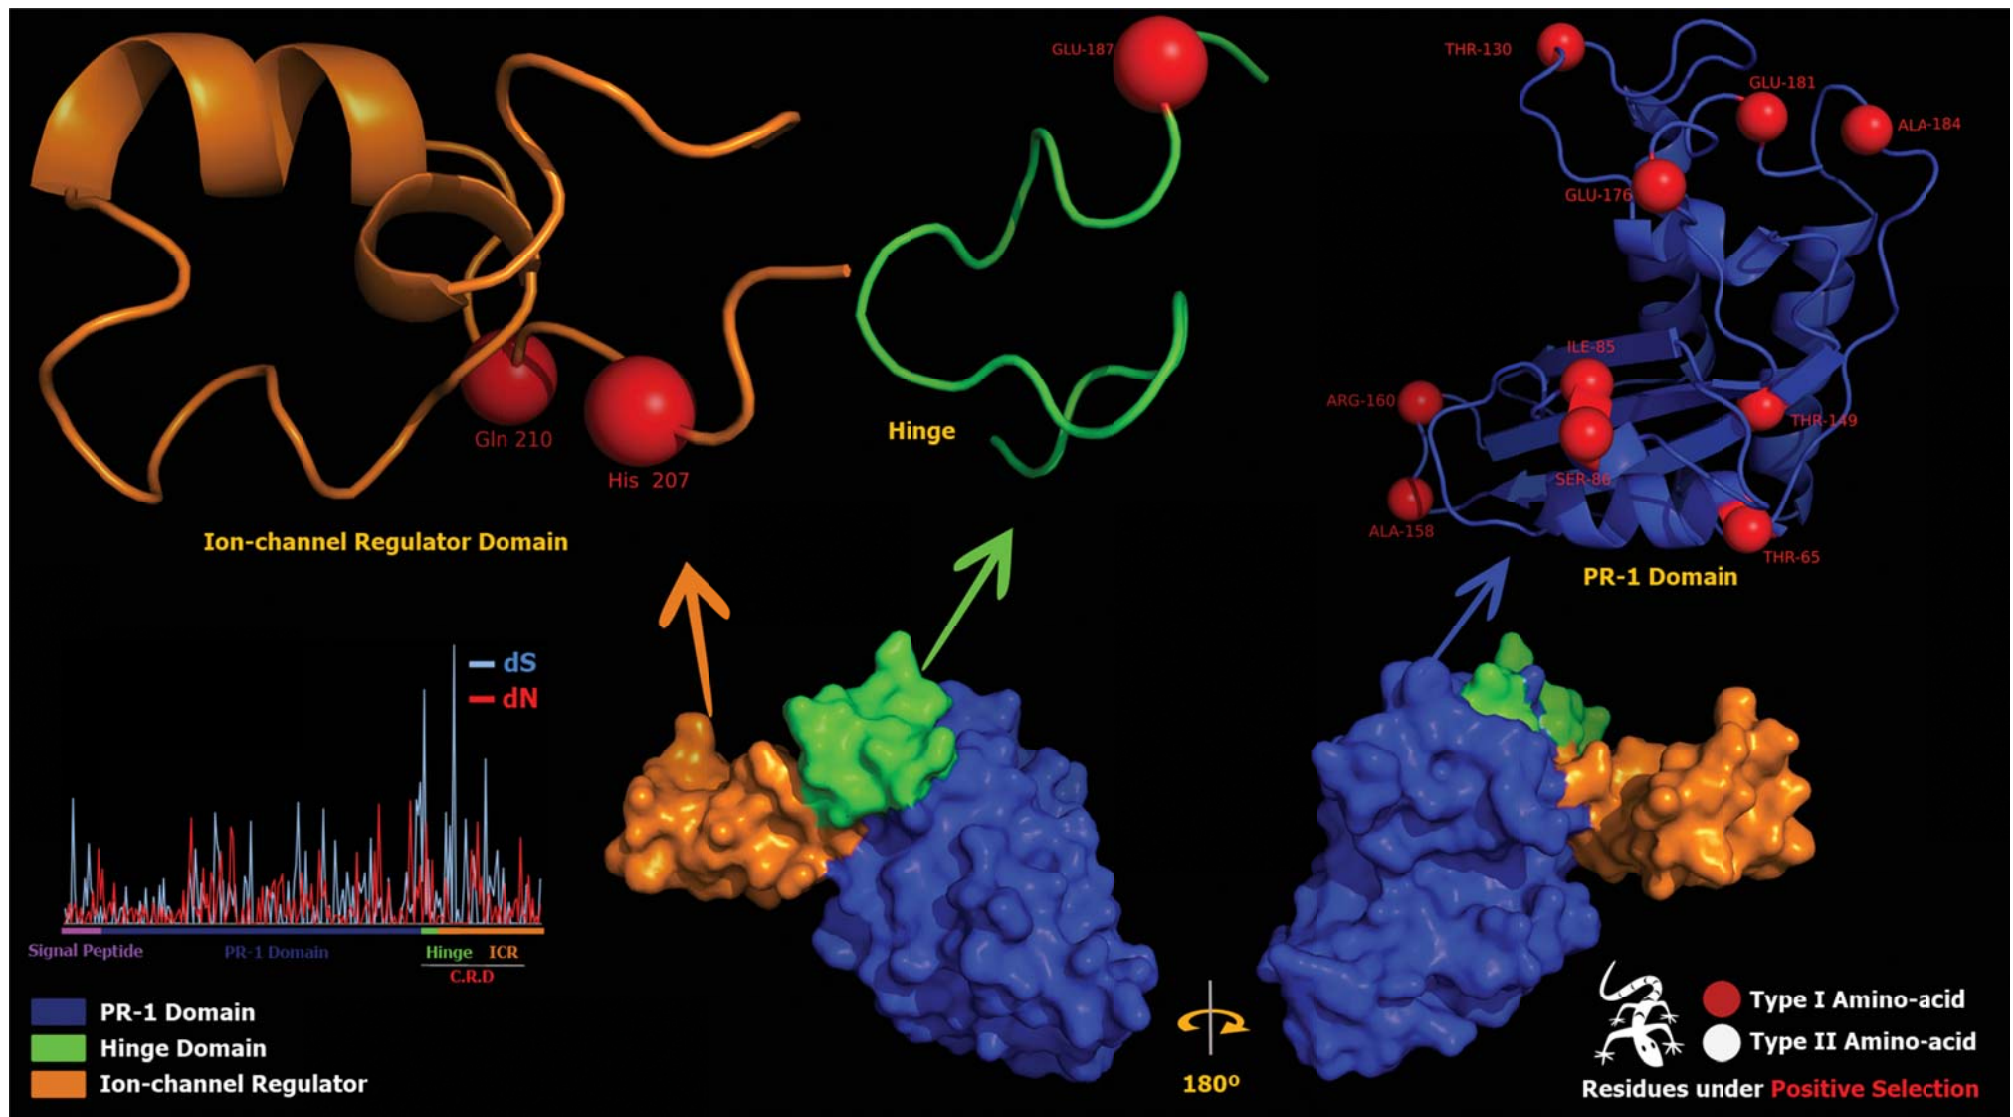 GLU-187
THR-130
GLU-181
ALA-184
GLU-176
ILE-85
ARG-160
THR-149
Gln 210
Hinge
His 207
SER-86
ALA-158
Ion-channel Regulator Domain
THR-65
PR-1 Domain
dS
dN
Signal Peptide
PR-1 Domain
Hinge
ICR
C.R.D
PR-1 Domain
Hinge Domain
Ion-channel Regulator
180º
Type I Amino-acid
Type II Amino-acid
Residues under Positive Selection